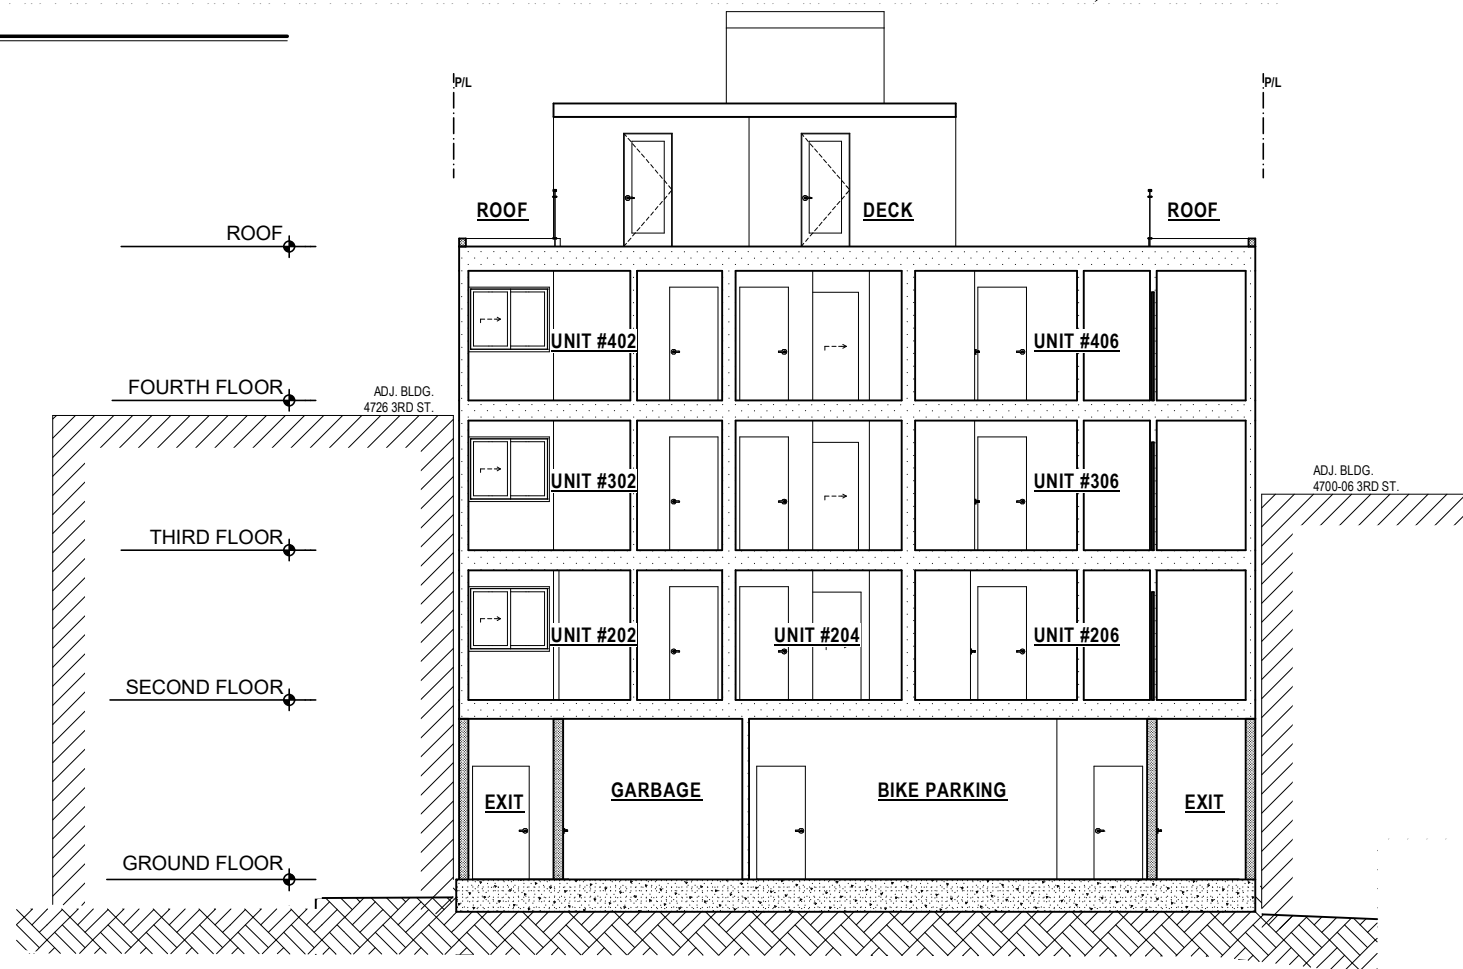 P/L
P/L
ROOF
DECK
ROOF
ROOF
UNIT #402
UNIT #406
FOURTH FLOOR
ADJ. BLDG.
4726 3RD ST.
ADJ. BLDG.
4700-06 3RD ST.
UNIT #302
UNIT #306
THIRD FLOOR
UNIT #202
UNIT #204
UNIT #206
SECOND FLOOR
GARBAGE
BIKE PARKING
EXIT
EXIT
GROUND FLOOR